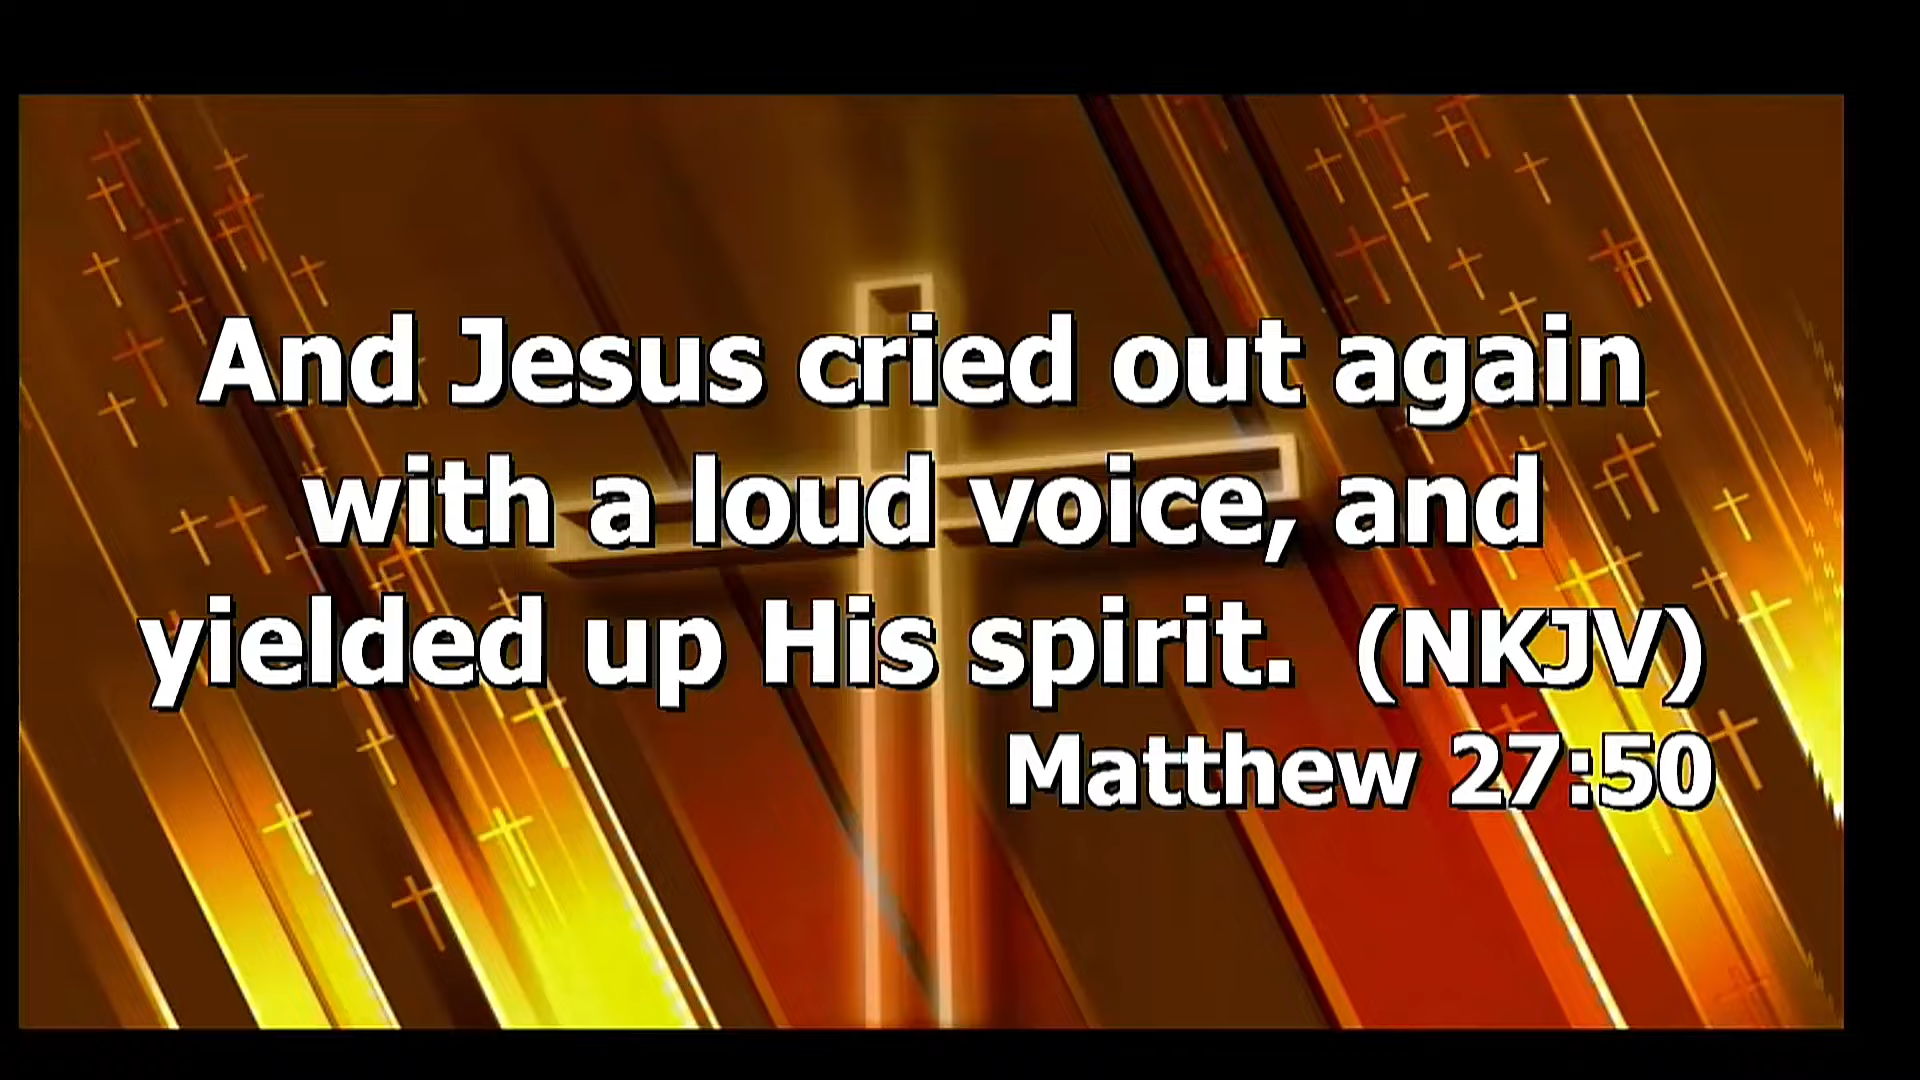 And Jesus cried out again
with a loud voice, and
yielded up His spirit. (NKJV)
Matthew 27:50